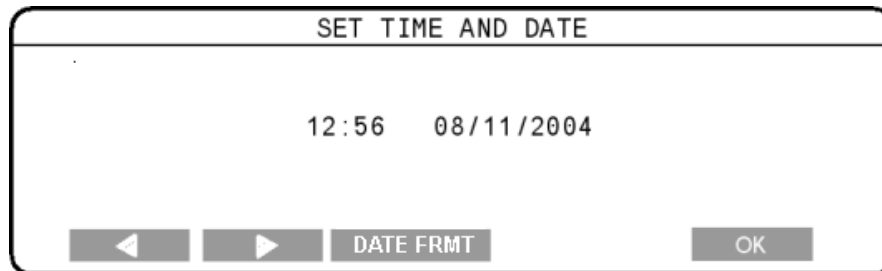 SET TIME AND DATE
12:56 08/11/2004
DATE FRMT OK